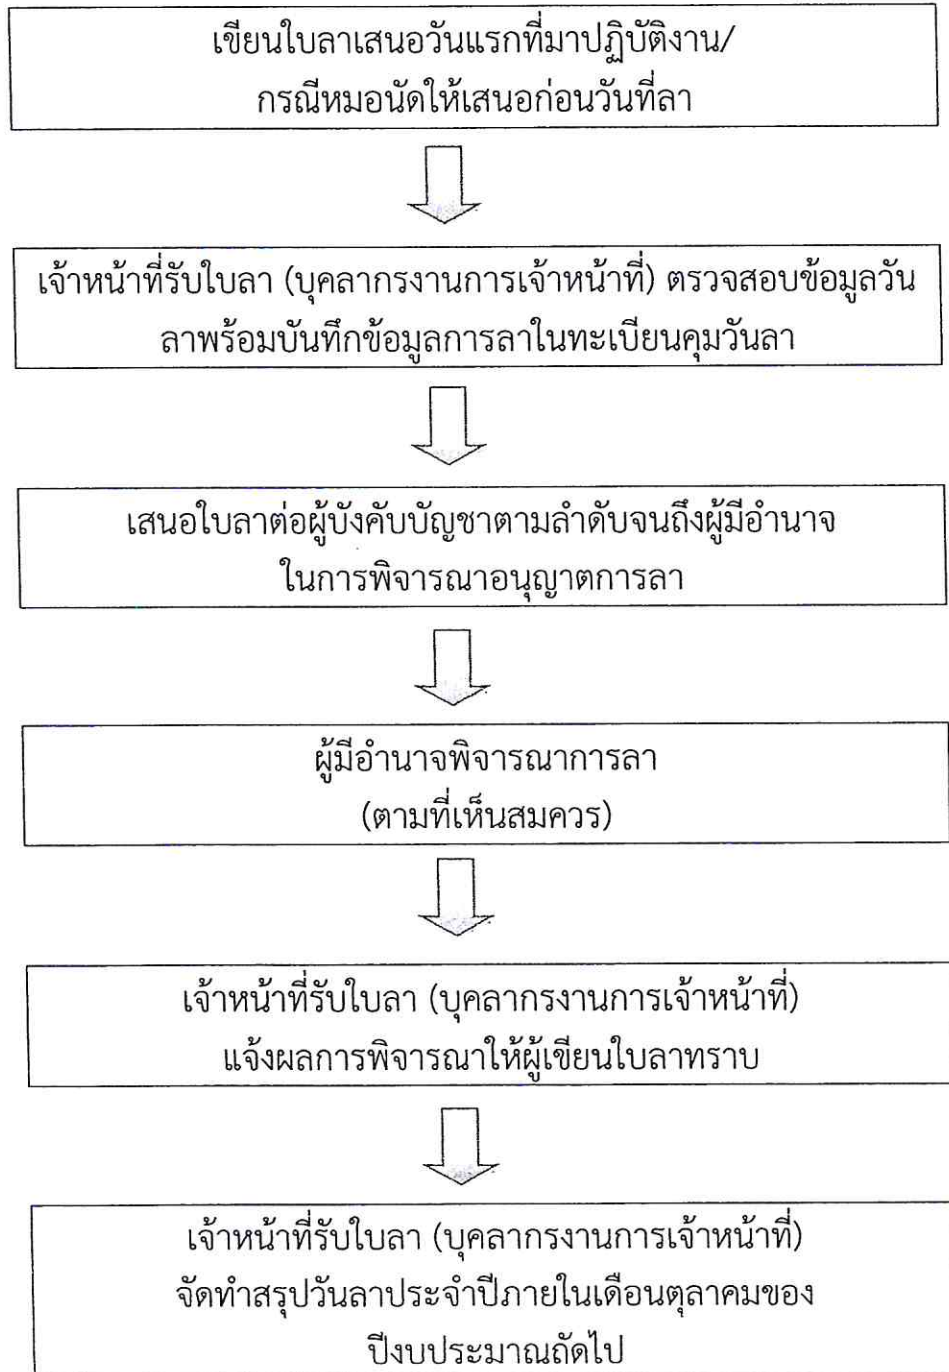 เขียนใบลาเสนอวันแรกที่มาปฏิบัติงาน/
กรณีหมอนัดให้เสนอก่อนวันที่ลา
เจ้าหน้าที่รับใบลา (บุคลากรงานการเจ้าหน้าที่) ตรวจสอบข้อมูลวัน
ลาพร้อมบันทึกข้อมูลการลาในทะเบียนคุมวันลา
เสนอใบลาต่อผู้บังคับบัญชาตามลำดับจนถึงผู้มีอำนาจ
ในการพิจารณาอนุญาตการลา
ผู้มีอำนาจพิจารณาการลา
(ตามที่เห็นสมควร)
เจ้าหน้าที่รับใบลา (บุคลากรงานการเจ้าหน้าที่)
แจ้งผลการพิจารณาให้ผู้เขียนใบลาทราบ
เจ้าหน้าที่รับใบลา (บุคลากรงานการเจ้าหน้าที่)
จัดทำสรุปวันลาประจำปีภายในเดือนตุลาคมของ
ปีงบประมาณถัดไป